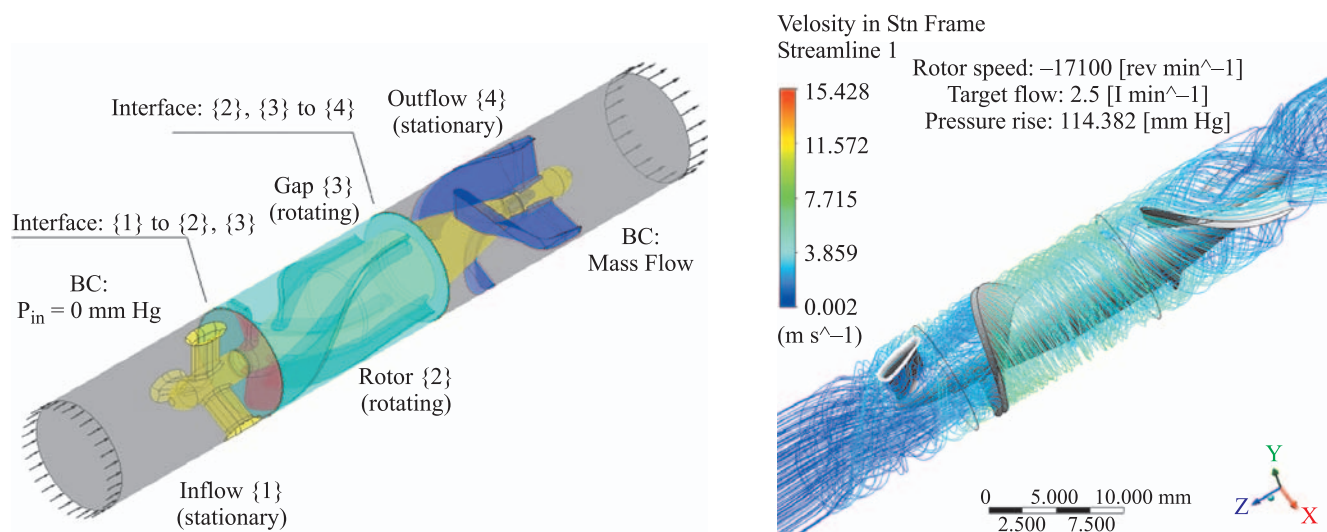 Interface: {2}, {3} to {4}
Outflow {4}
(stationary)
Gap {3}
(rotating)
Interface: {1} to {2}, {3}
BC:
P_in = 0 mm Hg
BC:
Mass Flow
Rotor {2}
(rotating)
Inflow {1}
(stationary)
Velosity in Stn Frame
Streamline 1
Rotor speed: –17100 [rev min^–1]
Target flow: 2.5 [I min^–1]
Pressure rise: 114.382 [mm Hg]
15.428
11.572
7.715
3.859
0.002
(m s^–1)
0 5.000 10.000 mm
2.500 7.500
Y
Z
X